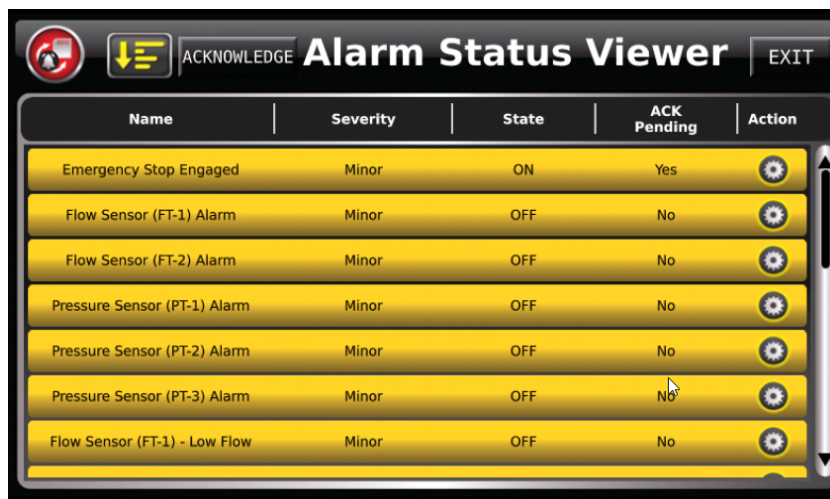 ACKNOWLEDGE Alarm Status Viewer EXIT
Name Severity State ACK Pending Action
Emergency Stop Engaged Minor ON Yes
Flow Sensor (FT-1) Alarm Minor OFF No
Flow Sensor (FT-2) Alarm Minor OFF No
Pressure Sensor (PT-1) Alarm Minor OFF No
Pressure Sensor (PT-2) Alarm Minor OFF No
Pressure Sensor (PT-3) Alarm Minor OFF No
Flow Sensor (FT-1) - Low Flow Minor OFF No